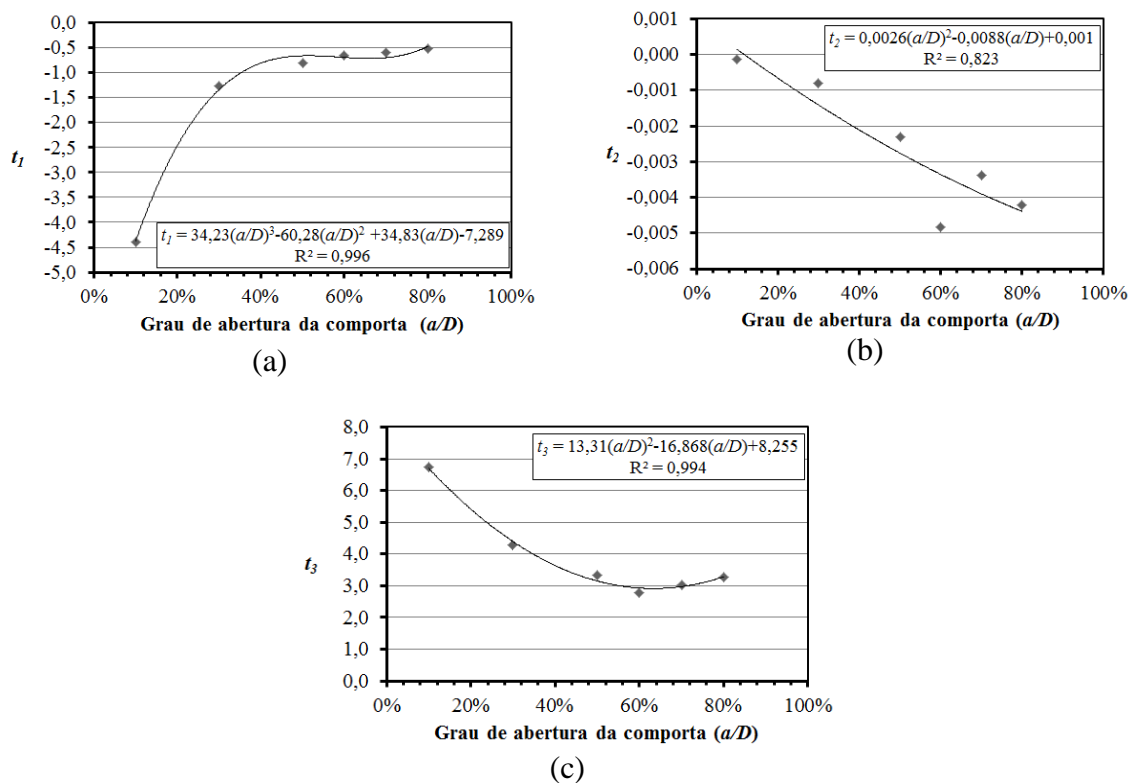 0,0
-0,5
-1,0
-1,5
-2,0
-2,5
-3,0
-3,5
-4,0
-4,5
-5,0
t1
t1 = 34,23(a/D)³-60,28(a/D)² +34,83(a/D)-7,289
R² = 0,996
0% 20% 40% 60% 80% 100%
Grau de abertura da comporta (a/D)
(a)
0,001
0,000
-0,001
-0,002
-0,003
-0,004
-0,005
-0,006
t2
t2 = 0,0026(a/D)²-0,0088(a/D)+0,001
R² = 0,823
0% 20% 40% 60% 80% 100%
Grau de abertura da comporta (a/D)
(b)
8,0
7,0
6,0
5,0
4,0
3,0
2,0
1,0
0,0
t3
t3 = 13,31(a/D)²-16,868(a/D)+8,255
R² = 0,994
0% 20% 40% 60% 80% 100%
Grau de abertura da comporta (a/D)
(c)